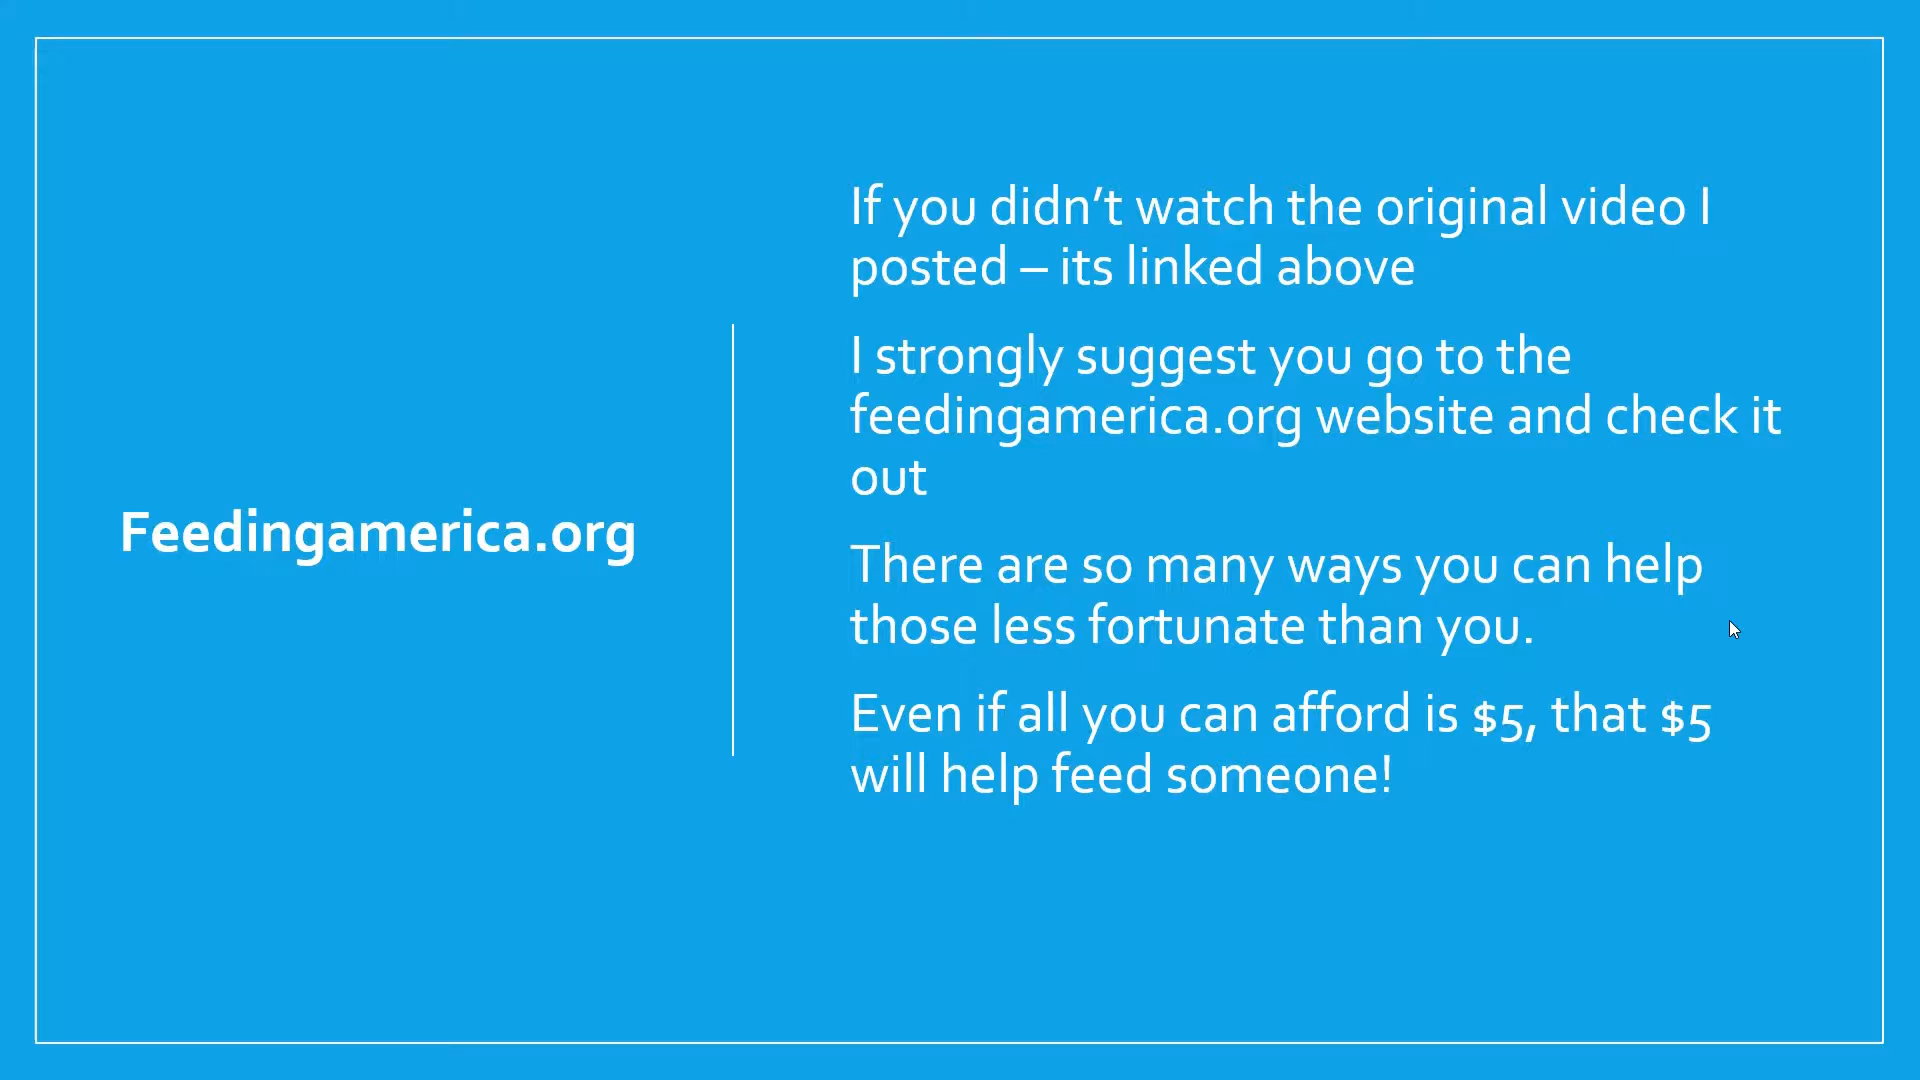 Feedingamerica.org
If you didn’t watch the original video I
posted – its linked above
I strongly suggest you go to the
feedingamerica.org website and check it
out
There are so many ways you can help
those less fortunate than you.
Even if all you can afford is $5, that $5
will help feed someone!